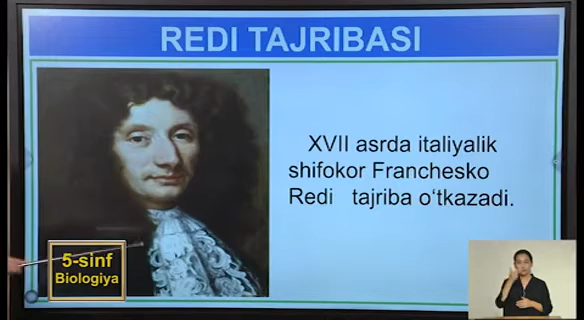 REDI TAJRIBASI
XVII asrda italiyalik
shifokor Franchesko
Redi tajriba o‘tkazadi.
5-sinf
Biologiya